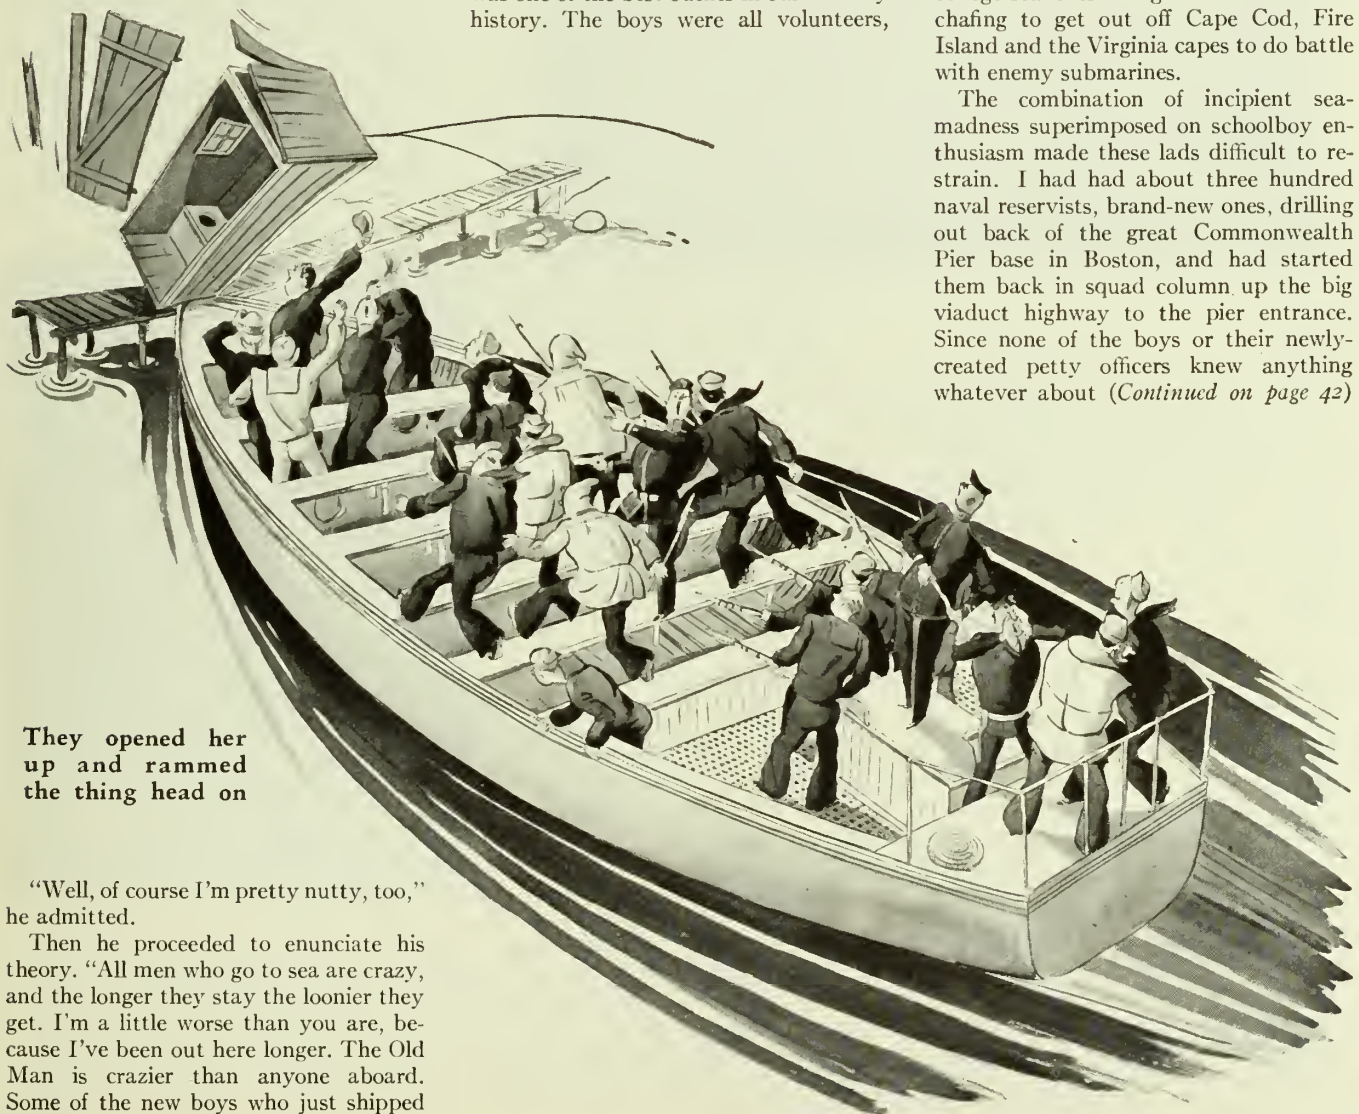 They opened her
up and rammed
the thing head on
"Well, of course I'm pretty nutty, too,"
he admitted.
Then he proceeded to enunciate his
theory. "All men who go to sea are crazy,
and the longer they stay the loonier they
get. I'm a little worse than you are, be-
cause I've been out here longer. The Old
Man is crazier than anyone aboard.
Some of the new boys who just shipped
history. The boys were all volunteers,
chafing to get out off Cape Cod, Fire
Island and the Virginia capes to do battle
with enemy submarines.
The combination of incipient sea-
madness superimposed on schoolboy en-
thusiasm made these lads difficult to re-
strain. I had had about three hundred
naval reservists, brand-new ones, drilling
out back of the great Commonwealth
Pier base in Boston, and had started
them back in squad column up the big
viaduct highway to the pier entrance.
Since none of the boys or their newly-
created petty officers knew anything
whatever about (Continued on page 42)